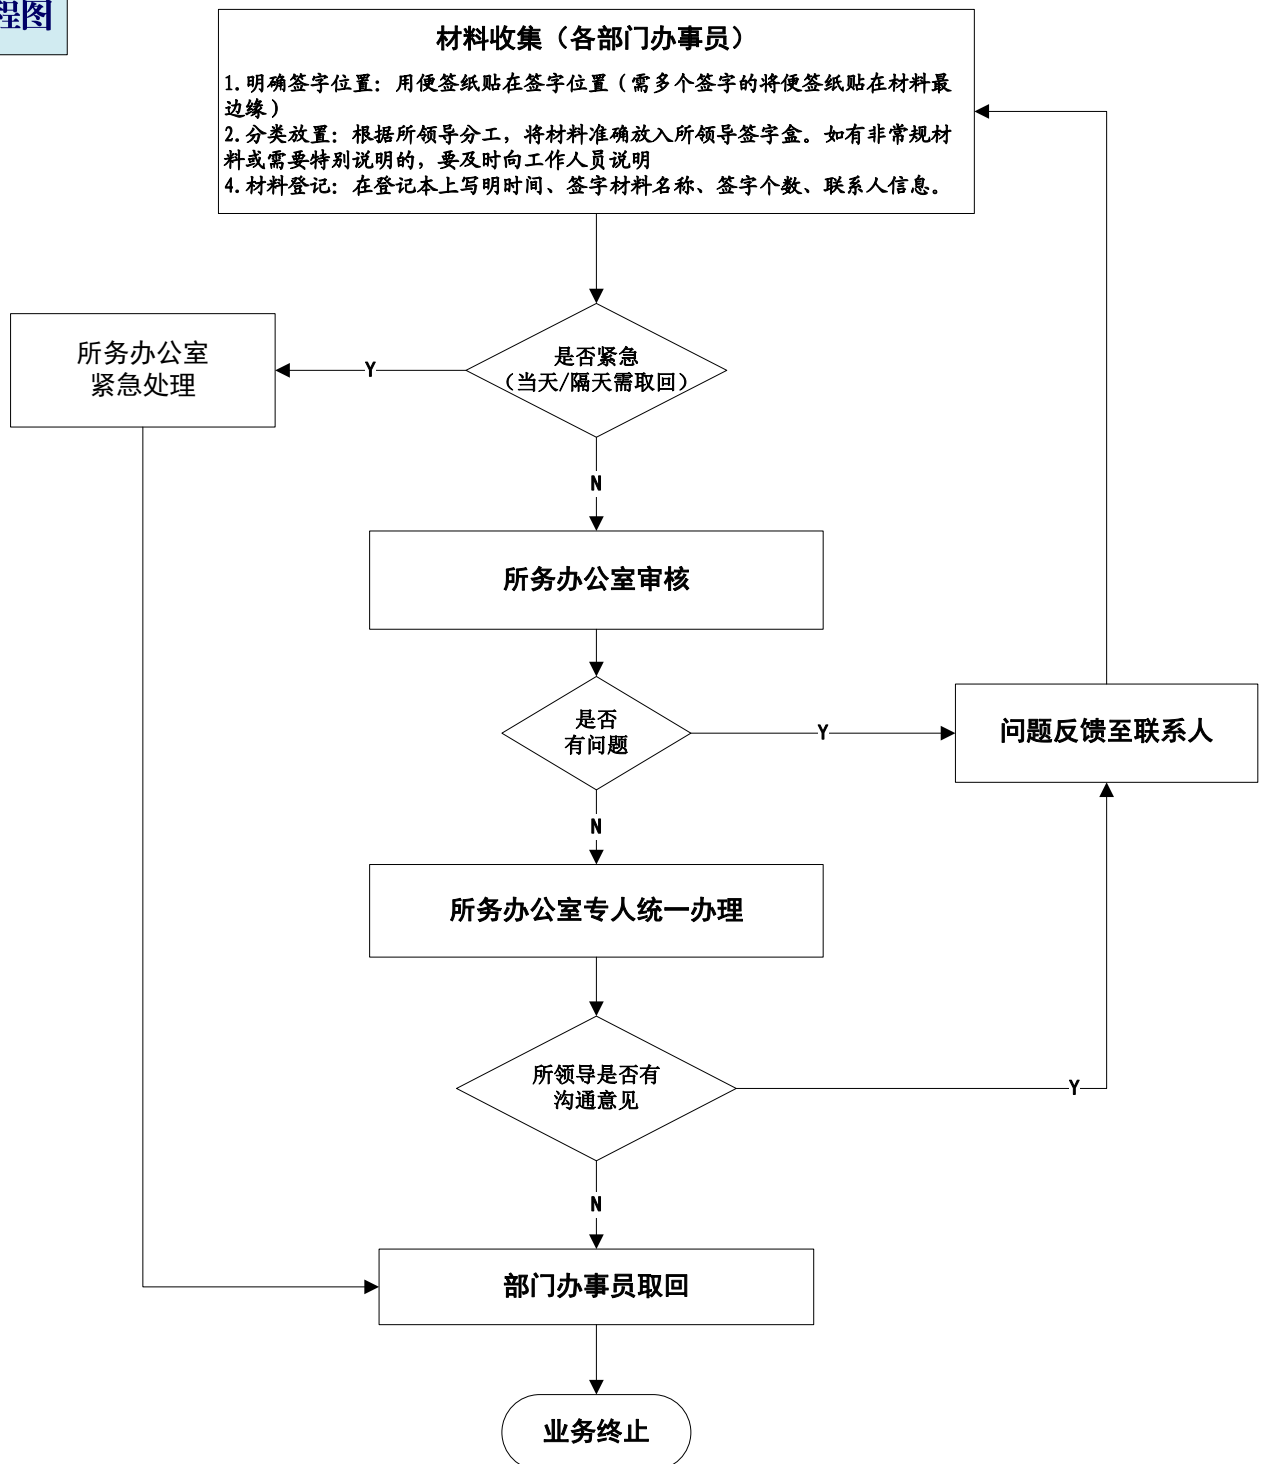 程图
材料收集（各部门办事员）
1. 明确签字位置：用便签纸贴在签字位置（需多个签字的将便签纸贴在材料最
边缘）
2. 分类放置：根据所领导分工，将材料准确放入所领导签字盒。如有非常规材
料或需要特别说明的，要及时向工作人员说明
4. 材料登记：在登记本上写明时间、签字材料名称、签字个数、联系人信息。
所务办公室
紧急处理
Y
是否紧急
（当天/隔天需取回）
N
所务办公室审核
是否
有问题
Y
问题反馈至联系人
N
所务办公室专人统一办理
所领导是否有
沟通意见
Y
N
部门办事员取回
业务终止